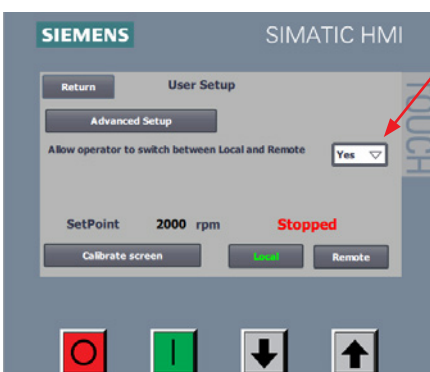 SIEMENS SIMATIC HMI
Return User Setup
Advanced Setup
Allow operator to switch between Local and Remote Yes
SetPoint 2000 rpm Stopped
Calibrate screen Local Remote
TOUCH